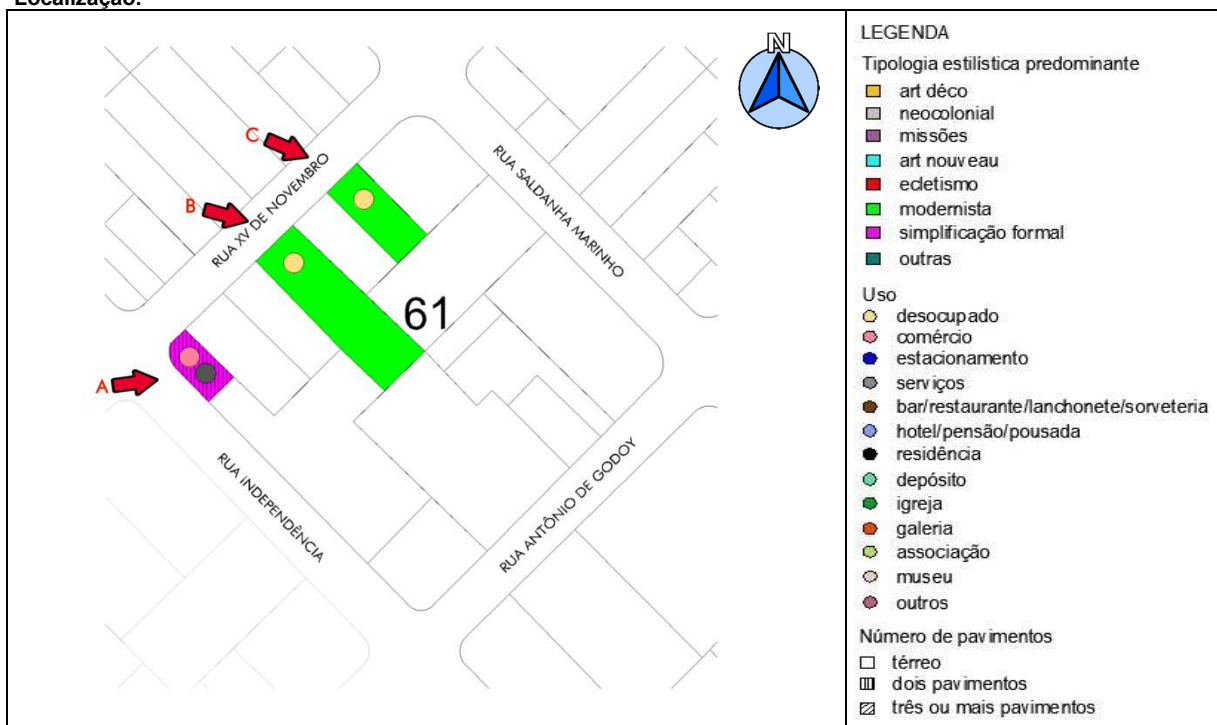 Localização:
N
C
B
A
RUA XV DE NOVEMBRO
RUA SALDANHA MARINHO
61
RUA INDEPENDÊNCIA
RUA ANTÔNIO DE GODOY
LEGENDA
Tipologia estilística predominante
art déco
neocolonial
missões
art nouveau
ecletismo
modernista
simplificação formal
outras
Uso
desocupado
comércio
estacionamento
serviços
bar/restaurante/lanchonete/sorveteria
hotel/pensão/pousada
residência
depósito
igreja
galeria
associação
museu
outros
Número de pavimentos
térreo
dois pavimentos
três ou mais pavimentos